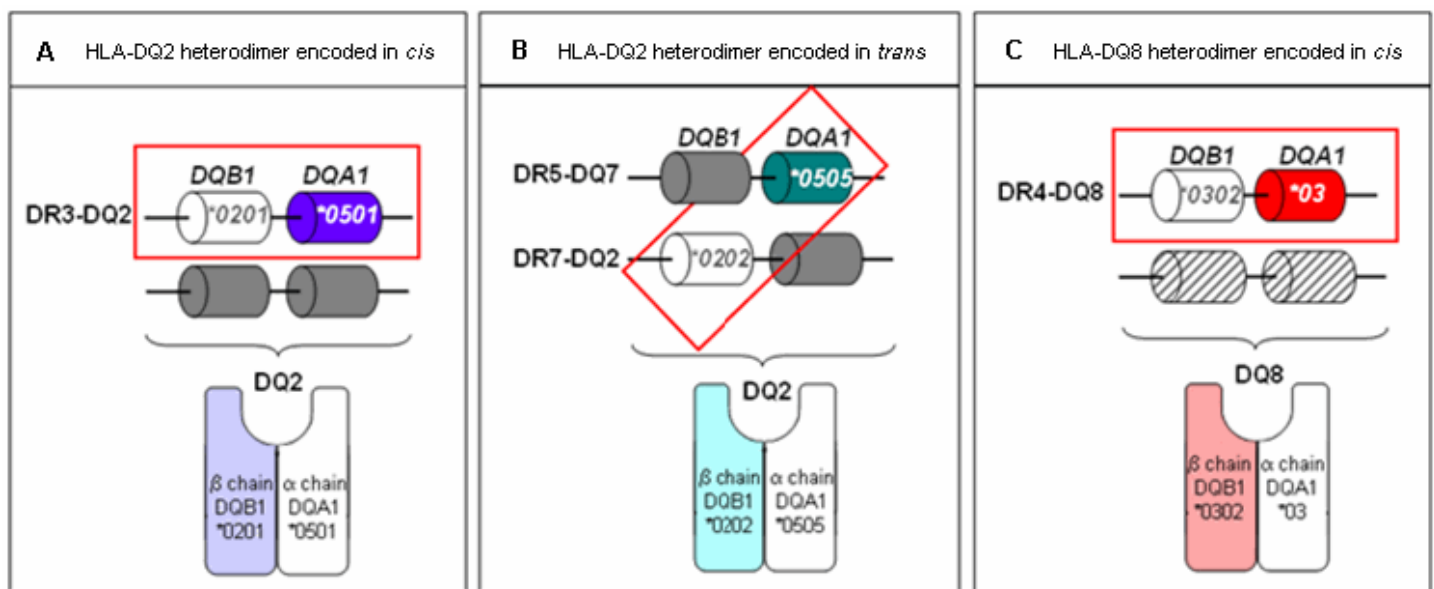 A HLA-DQ2 heterodimer encoded in cis
DQB1 DQA1
DR3-DQ2 *0201 *0501
DQ2
β chain α chain
DQB1 DQA1
*0201 *0501
B HLA-DQ2 heterodimer encoded in trans
DQB1 DQA1
DR5-DQ7 *0505
DR7-DQ2 *0202
DQ2
β chain α chain
DQB1 DQA1
*0202 *0505
C HLA-DQ8 heterodimer encoded in cis
DQB1 DQA1
DR4-DQ8 *0302 *03
DQ8
β chain α chain
DQB1 DQA1
*0302 *03